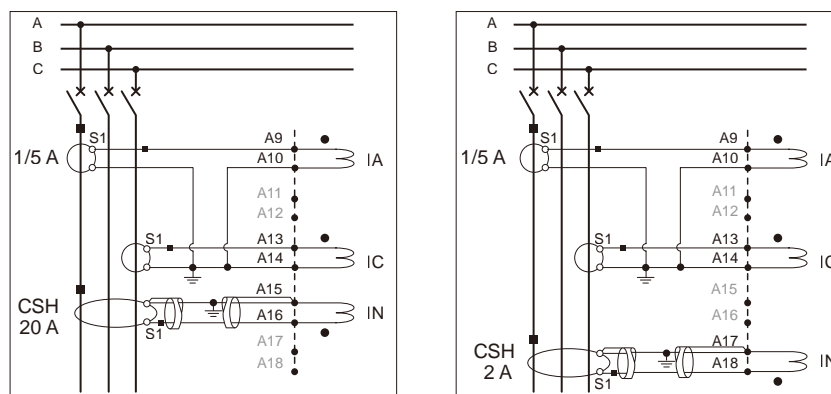 A
B
C
S1
1/5 A
A9
A10
IA
A11
A12
S1
A13
A14
IC
CSH
20 A
A15
A16
IN
S1
A17
A18
A
B
C
S1
1/5 A
A9
A10
IA
A11
A12
S1
A13
A14
IC
A15
A16
CSH
2 A
A17
A18
IN
S1